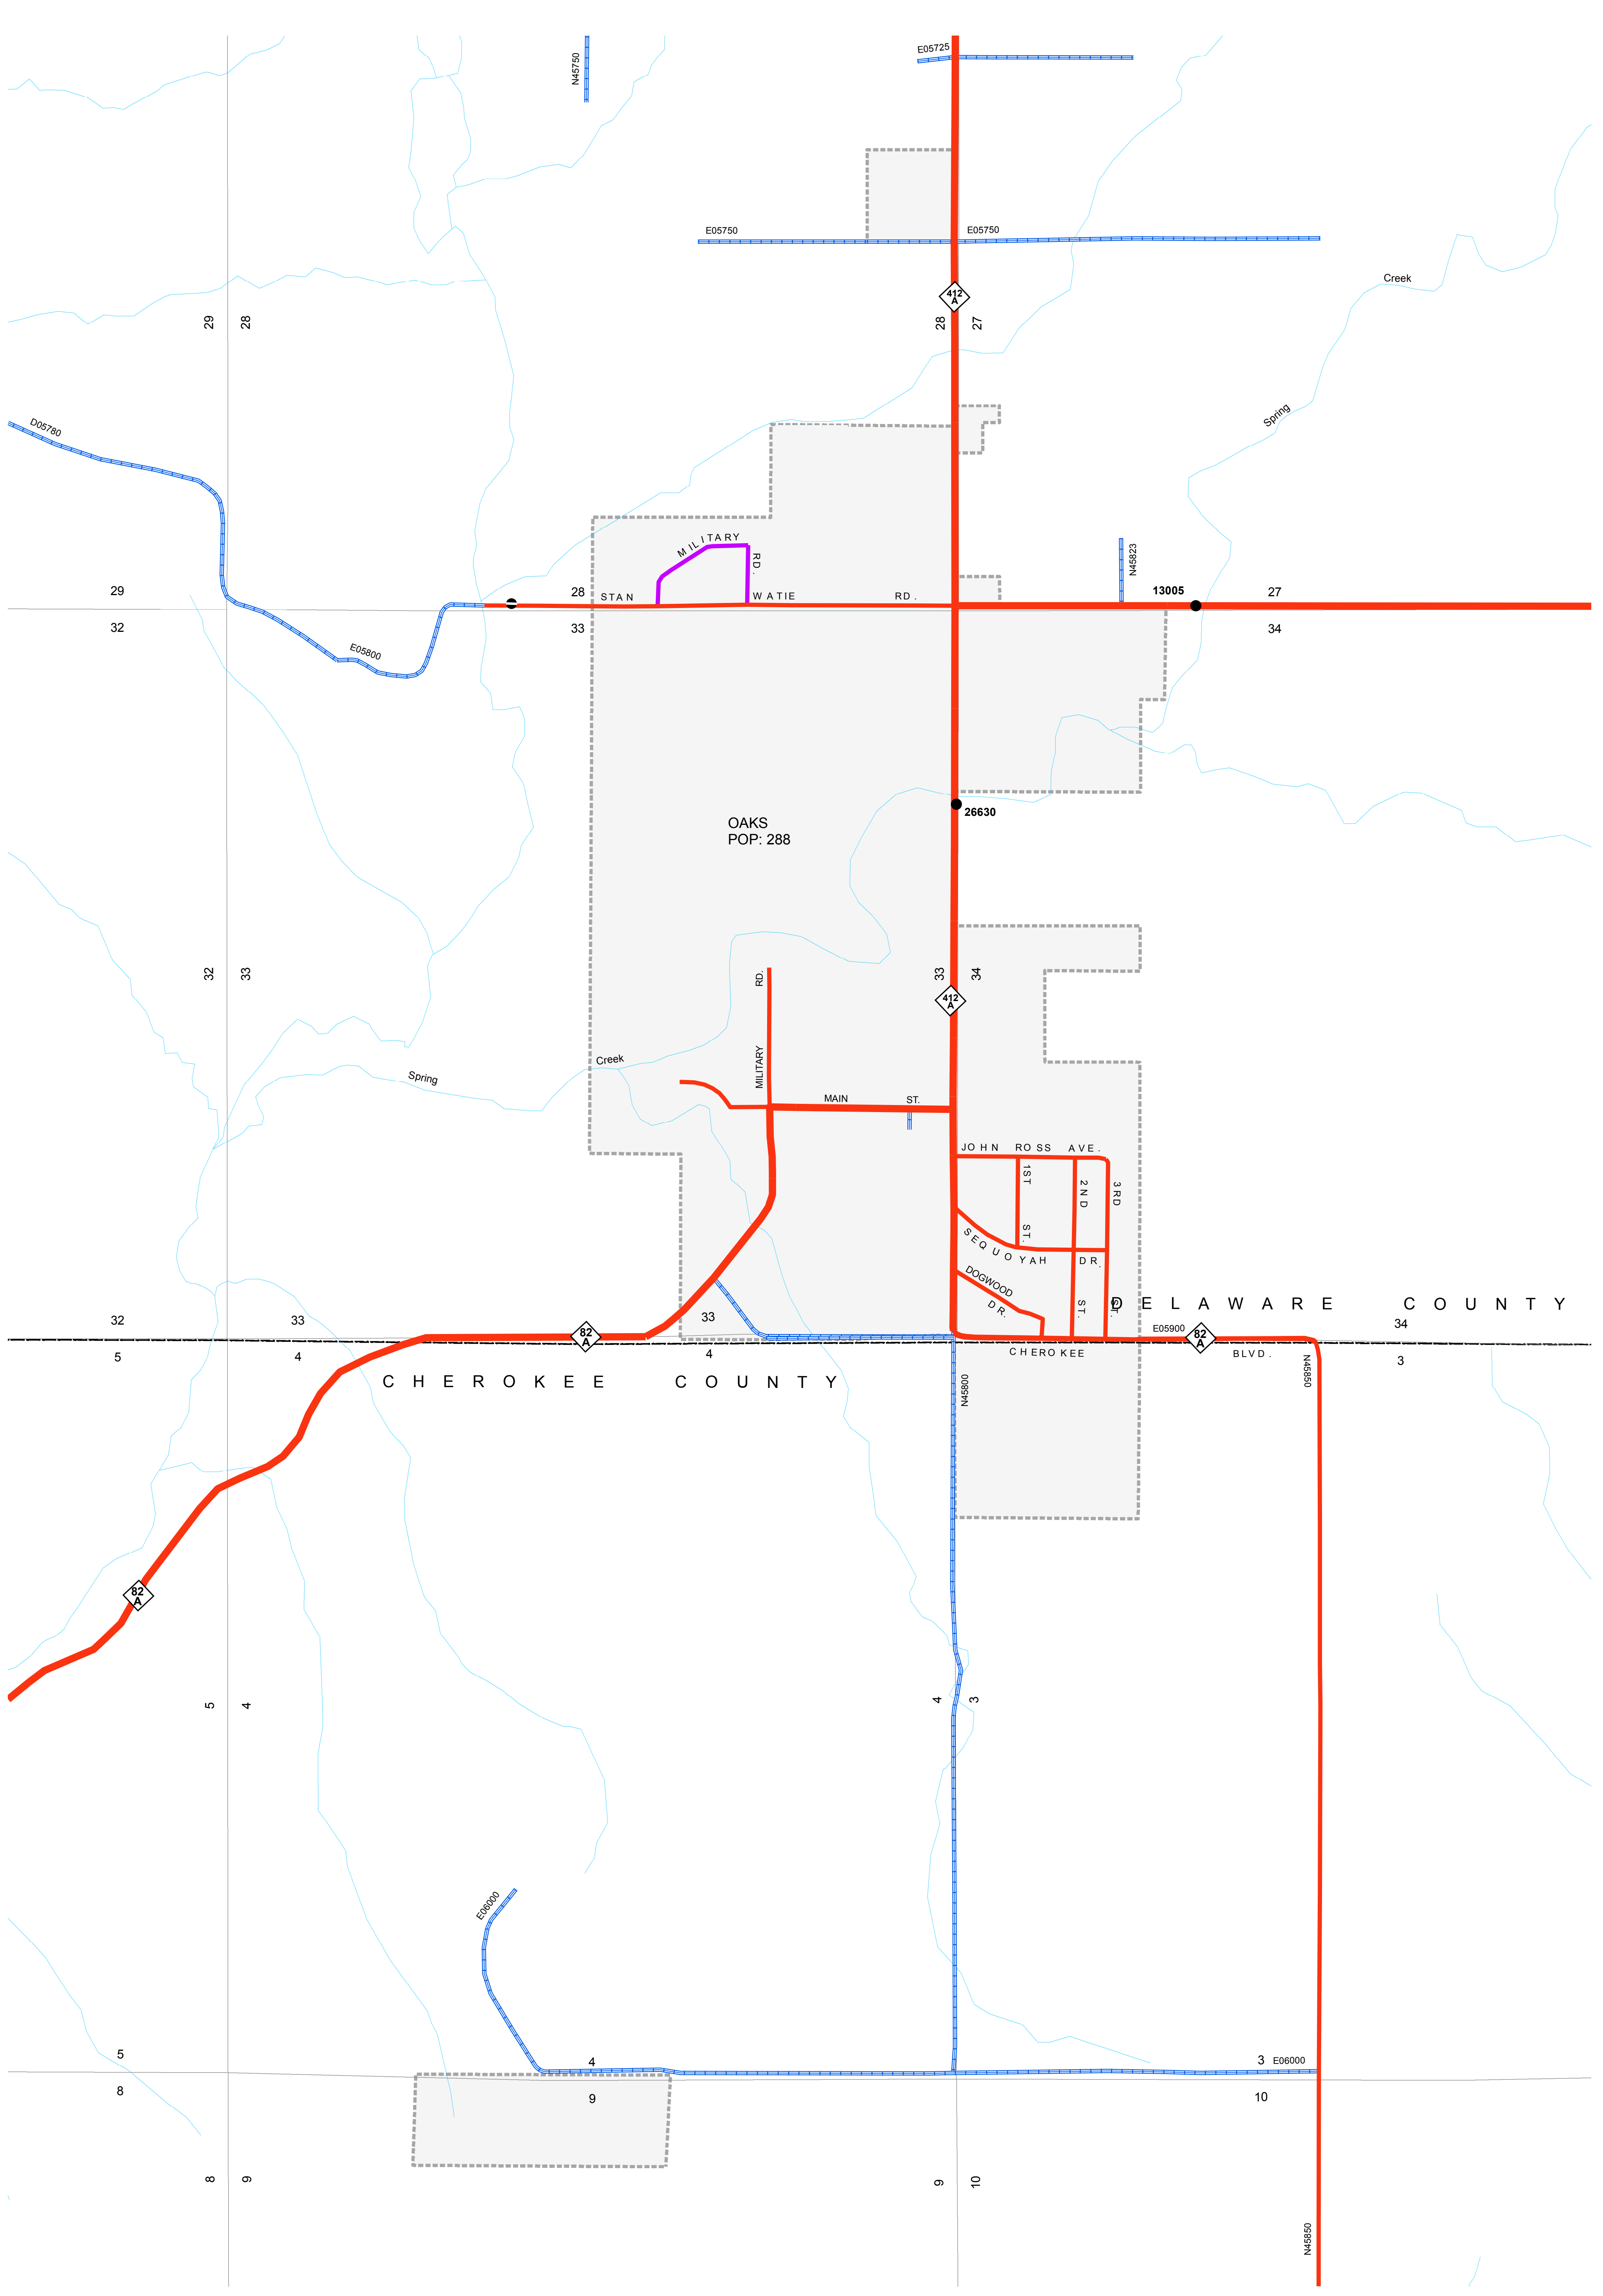 E05725
N45750
E05750
E05750
Creek
412
A
29
28
28
27
Spring
D05780
MILITARY
RD.
N45823
29
28
STAN WATIE RD.
13005
27
32
33
34
E05800
26630
OAKS
POP: 288
32
33
RD.
33
34
412
A
MILITARY
Creek
Spring
MAIN ST.
JOHN ROSS AVE.
1ST ST.
2ND ST.
3RD ST.
SEQUOYAH DR.
DOGWOOD DR.
DELAWARE COUNTY
32
33
33
E05900
34
82
A
82
A
5
4
4
CHEROKEE BLVD.
N45850
3
CHEROKEE COUNTY
N45800
82
A
5
4
4
3
E06000
5
4
3
E06000
8
9
10
8
9
9
10
N45850